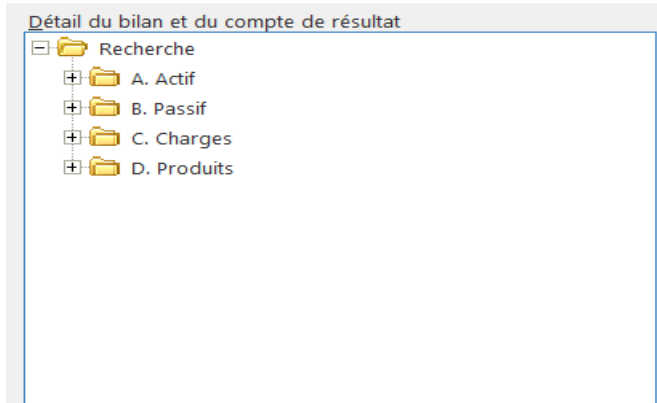 Détail du bilan et du compte de résultat
Recherche
A. Actif
B. Passif
C. Charges
D. Produits